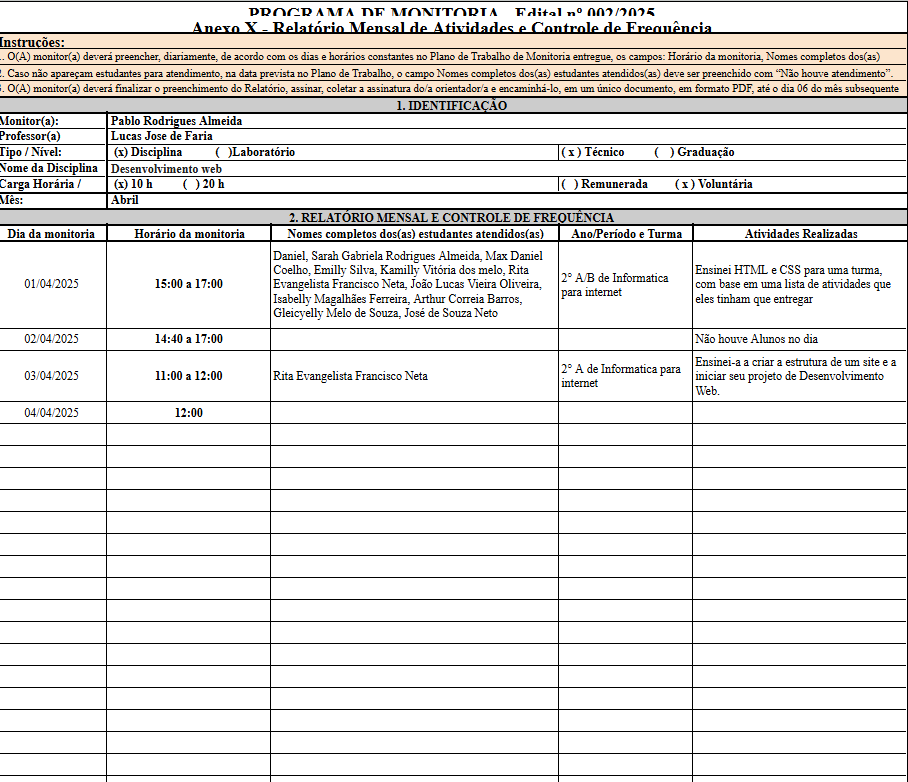 PROGRAMA DE MONITORIA - Edital nº 002/2025
Anexo X - Relatório Mensal de Atividades e Controle de Frequência
Instruções:
1. O(A) monitor(a) deverá preencher, diariamente, de acordo com os dias e horários constantes no Plano de Trabalho de Monitoria entregue, os campos: Horário da monitoria, Nomes completos dos(as)
2. Caso não apareçam estudantes para atendimento, na data prevista no Plano de Trabalho, o campo Nomes completos dos(as) estudantes atendidos(as) deve ser preenchido com “Não houve atendimento”.
3. O(A) monitor(a) deverá finalizar o preenchimento do Relatório, assinar, coletar a assinatura do/a orientador/a e encaminhá-lo, em um único documento, em formato PDF, até o dia 06 do mês subsequente
1. IDENTIFICAÇÃO
Monitor(a): Pablo Rodrigues Almeida
Professor(a) Lucas Jose de Faria
Tipo / Nível: (x) Disciplina ( )Laboratório ( x ) Técnico ( ) Graduação
Nome da Disciplina Desenvolvimento web
Carga Horária / (x) 10 h ( ) 20 h ( ) Remunerada ( x ) Voluntária
Mês: Abril
2. RELATÓRIO MENSAL E CONTROLE DE FREQUÊNCIA
Dia da monitoria Horário da monitoria Nomes completos dos(as) estudantes atendidos(as) Ano/Período e Turma Atividades Realizadas
01/04/2025
15:00 a 17:00
Daniel, Sarah Gabriela Rodrigues Almeida, Max Daniel
Coelho, Emilly Silva, Kamilly Vitória dos melo, Rita
Evangelista Francisco Neta, João Lucas Vieira Oliveira,
Isabelly Magalhães Ferreira, Arthur Correia Barros,
Gleicyelly Melo de Souza, José de Souza Neto
2° A/B de Informatica
para internet
Ensinei HTML e CSS para uma turma,
com base em uma lista de atividades que
eles tinham que entregar
02/04/2025 14:40 a 17:00 Não houve Alunos no dia
03/04/2025
11:00 a 12:00
Rita Evangelista Francisco Neta
2° A de Informatica para
internet
Ensinei-a a criar a estrutura de um site e a
iniciar seu projeto de Desenvolvimento
Web.
04/04/2025 12:00